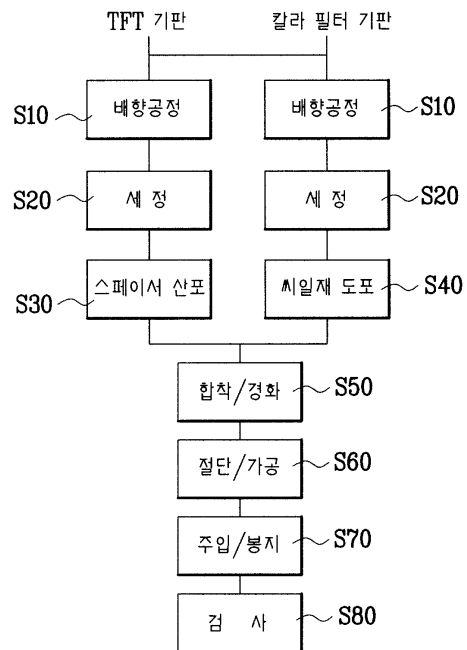 TFT 기판
칼라 필터 기판
S10
배향공정
배향공정
S10
S20
세 정
세 정
S20
S30
스페이서 산포
씨일재 도포
S40
합착/경화
S50
절단/가공
S60
주입/봉지
S70
검 사
S80